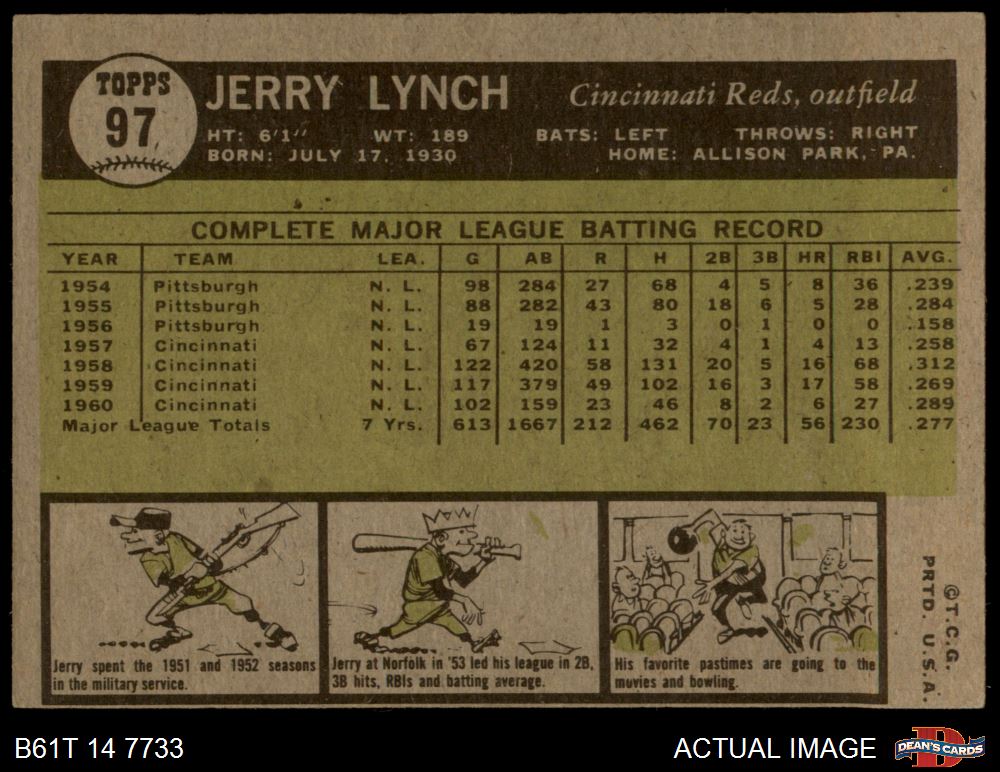 TOPPS
97
JERRY LYNCH Cincinnati Reds, outfield
HT: 6'1" WT: 189 BATS: LEFT THROWS: RIGHT
BORN: JULY 17, 1930 HOME: ALLISON PARK, PA.
COMPLETE MAJOR LEAGUE BATTING RECORD
YEAR TEAM LEA. G AB R H 2B 3B HR RBI AVG.
1954 Pittsburgh N. L. 98 284 27 68 4 5 8 36 .239
1955 Pittsburgh N. L. 88 282 43 80 18 6 5 28 .284
1956 Pittsburgh N. L. 19 19 1 3 0 1 0 0 .158
1957 Cincinnati N. L. 67 124 11 32 4 1 4 13 .258
1958 Cincinnati N. L. 122 420 58 131 20 5 16 68 .312
1959 Cincinnati N. L. 117 379 49 102 16 3 17 58 .269
1960 Cincinnati N. L. 102 159 23 46 8 2 6 27 .289
Major League Totals 7 Yrs. 613 1667 212 462 70 23 56 230 .277
Jerry spent the 1951 and 1952 seasons
in the military service.
Jerry at Norfolk in '53 led his league in 2B,
3B hits, RBIs and batting average.
His favorite pastimes are going to the
movies and bowling.
©T.C.G.
PRTD. U.S.A.
B61T 14 7733 ACTUAL IMAGE
D
DEAN'S CARDS